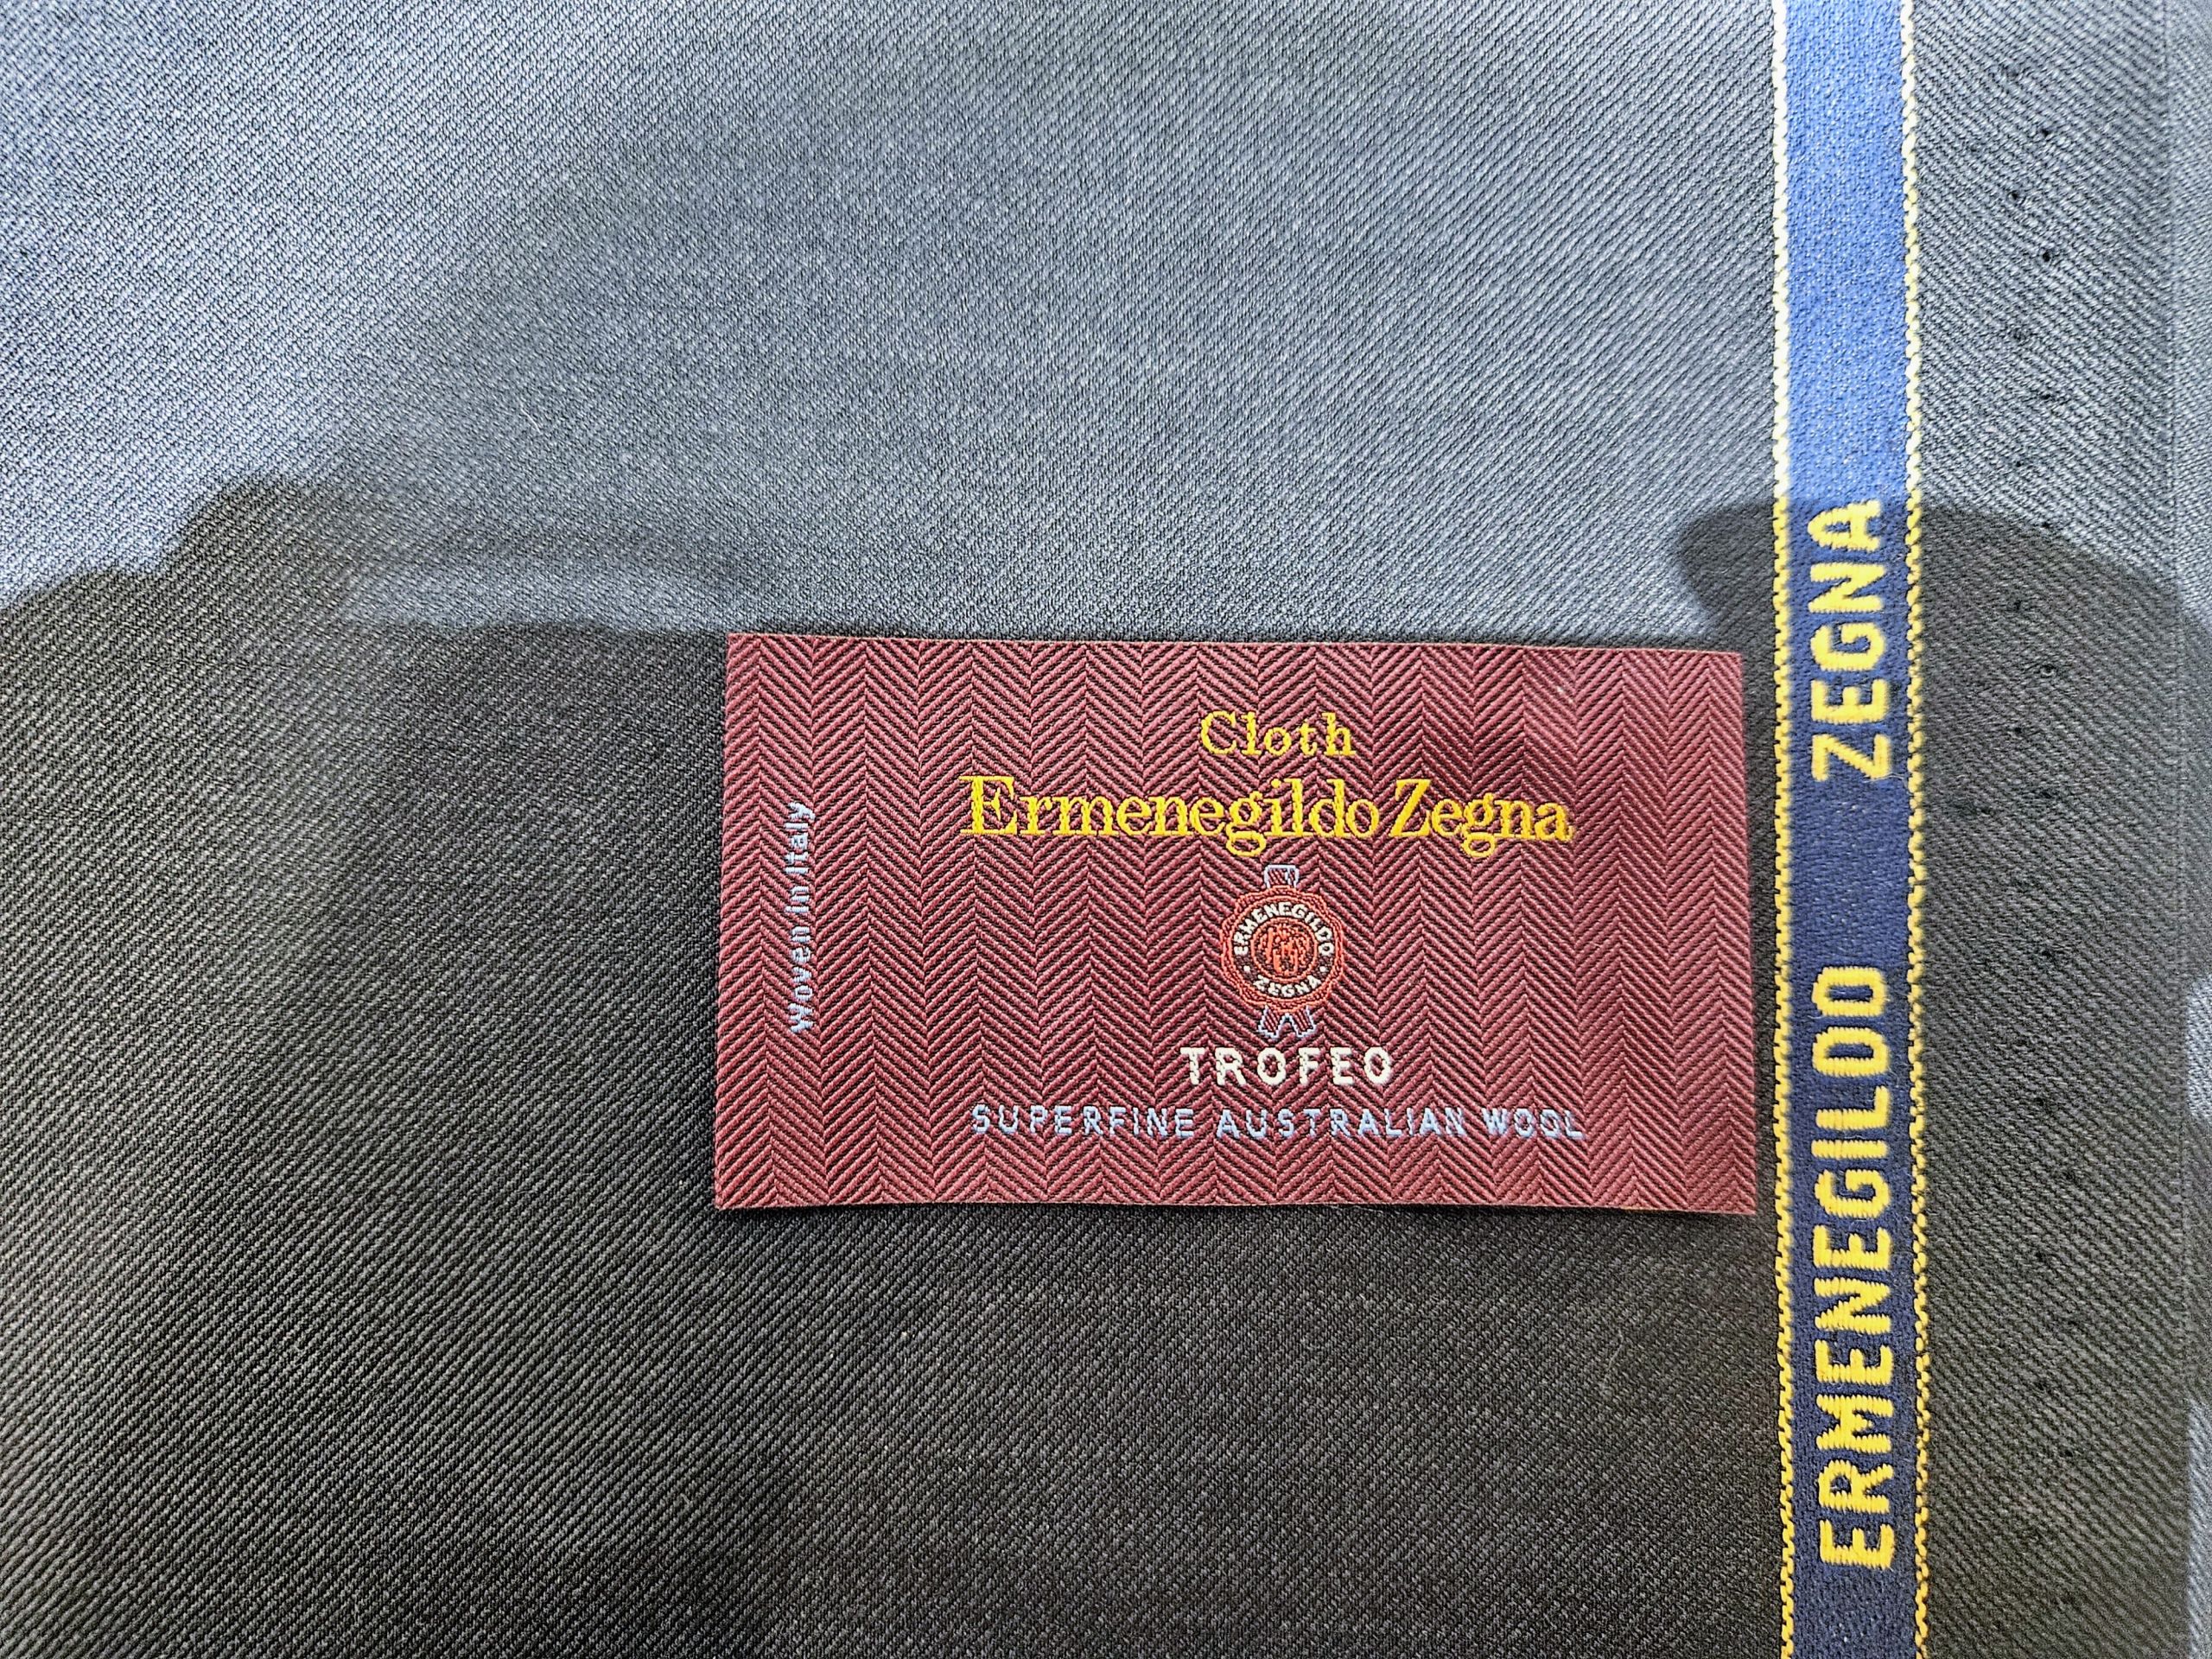 Cloth
Ermenegildo Zegna
ERMENEGILDO
ZEGNA
TROFEO
SUPERFINE AUSTRALIAN WOOL
Woven in Italy
ERMENEGILDO ZEGNA